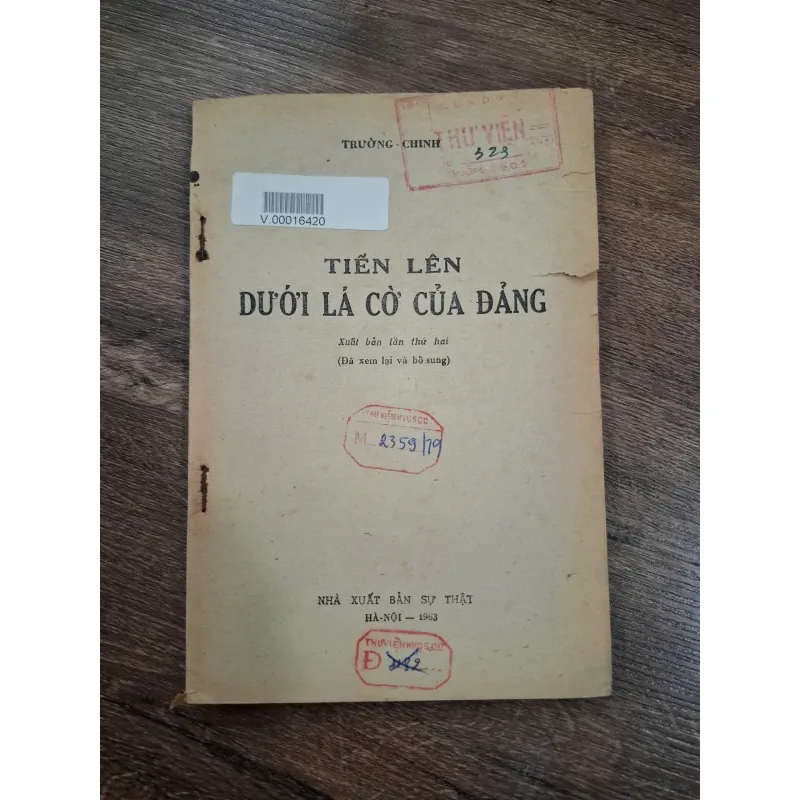 TRƯỜNG - CHINH
THƯ VIỆN
323
V.00016420
TIẾN LÊN
DƯỚI LÁ CỜ CỦA ĐẢNG
Xuất bản lần thứ hai
(Đã xem lại và bổ sung)
M 2359/79
NHÀ XUẤT BẢN SỰ THẬT
HÀ-NỘI — 1963
Đ